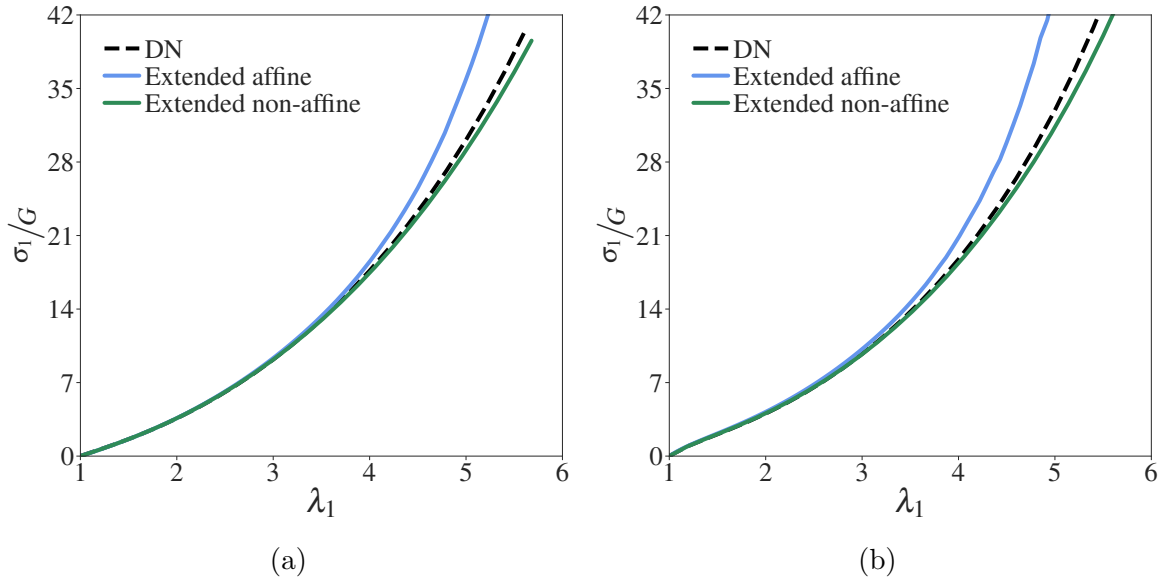 42
35
28
21
14
7
0
σ₁/G
DN
Extended affine
Extended non-affine
1 2 3 4 5 6
λ₁
(a)
42
35
28
21
14
7
0
σ₁/G
DN
Extended affine
Extended non-affine
1 2 3 4 5 6
λ₁
(b)